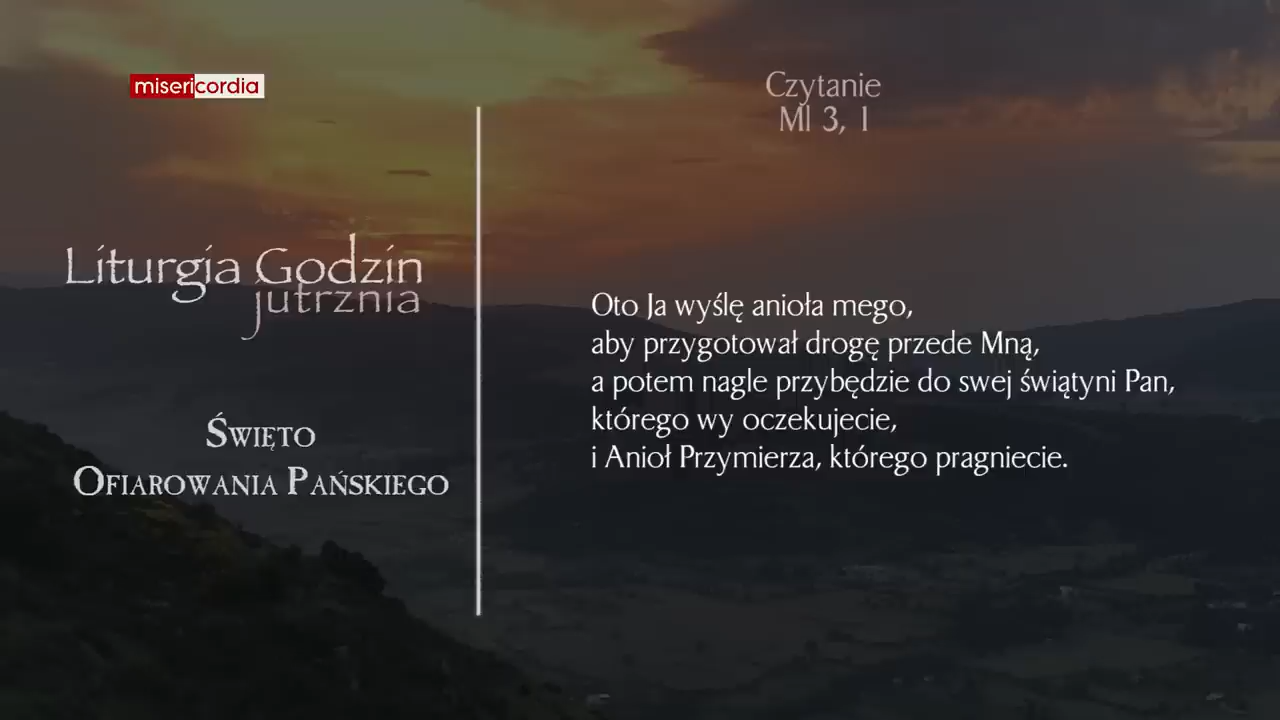 misericordia
Czytanie
Ml 3, 1
Liturgia Godzin
jutrznia
Święto
Ofiarowania Pańskiego
Oto Ja wyślę anioła mego,
aby przygotował drogę przede Mną,
a potem nagle przybędzie do swej świątyni Pan,
którego wy oczekujecie,
i Anioł Przymierza, którego pragniecie.